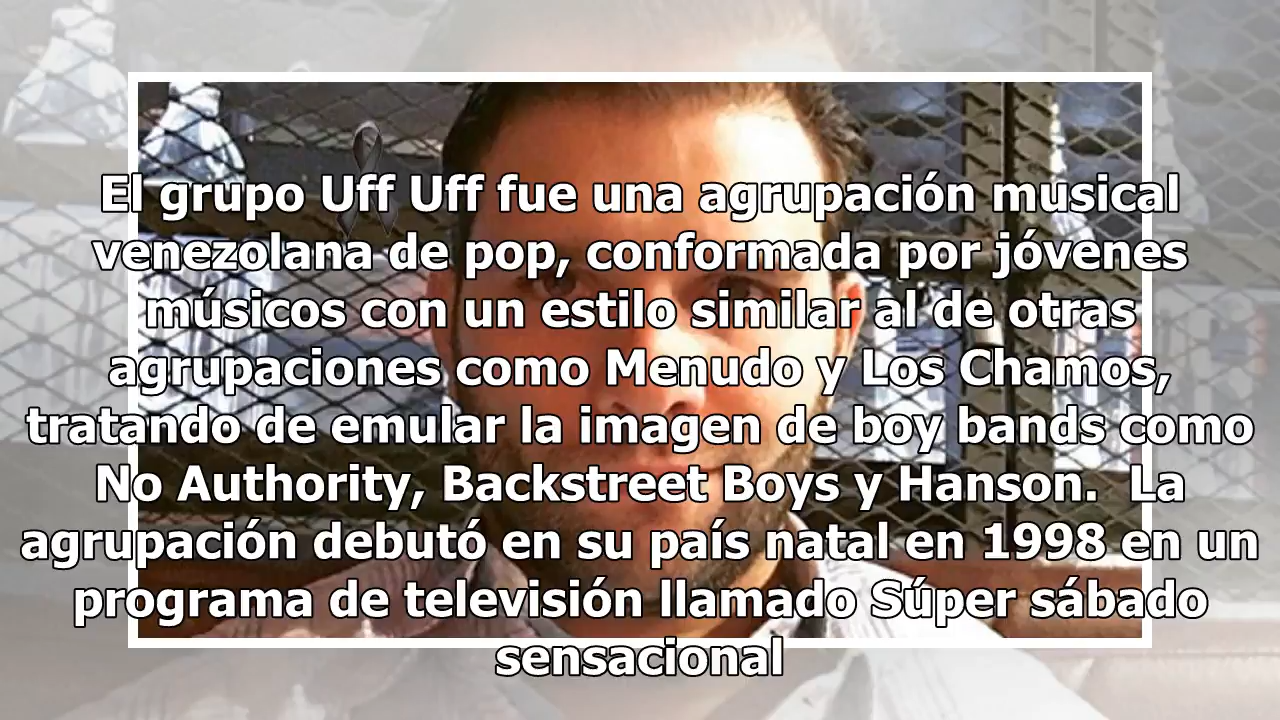 El grupo Uff Uff fue una agrupación musical
venezolana de pop, conformada por jóvenes
músicos con un estilo similar al de otras
agrupaciones como Menudo y Los Chamos,
tratando de emular la imagen de boy bands como
No Authority, Backstreet Boys y Hanson.  La
agrupación debutó en su país natal en 1998 en un
programa de televisión llamado Súper sábado
sensacional